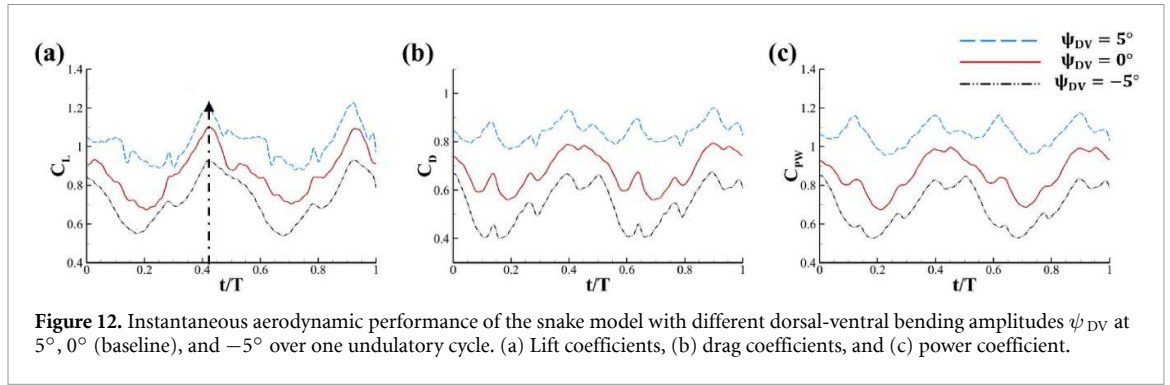 (a)
(b)
(c)
ψDV = 5°
ψDV = 0°
ψDV = −5°
1.4
1.2
1
0.8
0.6
0.4
CL
0
0.2
0.4
0.6
0.8
1
t/T
1
0.8
0.6
0.4
CD
0
0.2
0.4
0.6
0.8
1
t/T
1.4
1.2
1
0.8
0.6
0.4
CPW
0
0.2
0.4
0.6
0.8
1
t/T
Figure 12. Instantaneous aerodynamic performance of the snake model with different dorsal-ventral bending amplitudes ψ DV at
5°, 0° (baseline), and −5° over one undulatory cycle. (a) Lift coefficients, (b) drag coefficients, and (c) power coefficient.